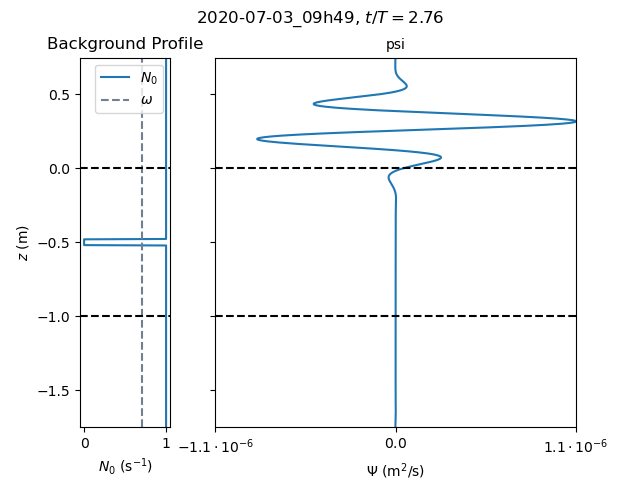 2020-07-03_09h49, t/T = 2.76
Background Profile
psi
N₀
ω
0.5
0.0
−0.5
−1.0
−1.5
z (m)
0
1
N₀ (s⁻¹)
−1.1 · 10⁻⁶
0.0
1.1 · 10⁻⁶
Ψ (m²/s)